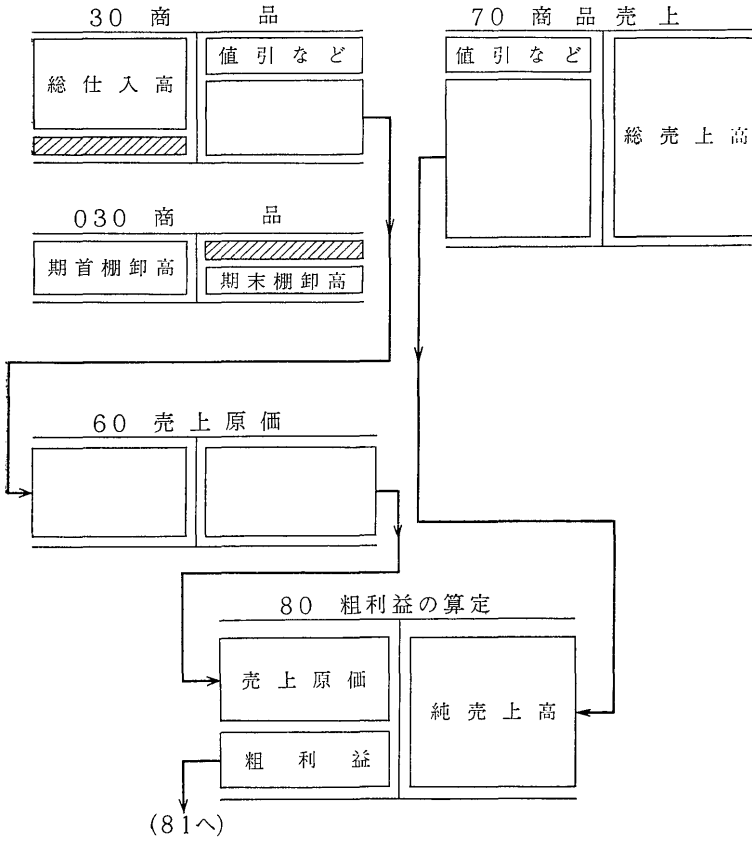 30 商 品
値 引 な ど
総 仕 入 高
70 商 品 売 上
値 引 な ど
総 売 上 高
030 商 品
期 首 棚 卸 高
期 末 棚 卸 高
60 売 上 原 価
80 粗利益の算定
売 上 原 価
純 売 上 高
粗 利 益
(81へ)